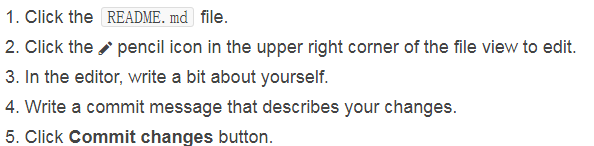 1. Click the README.md file.
2. Click the pencil icon in the upper right corner of the file view to edit.
3. In the editor, write a bit about yourself.
4. Write a commit message that describes your changes.
5. Click Commit changes button.